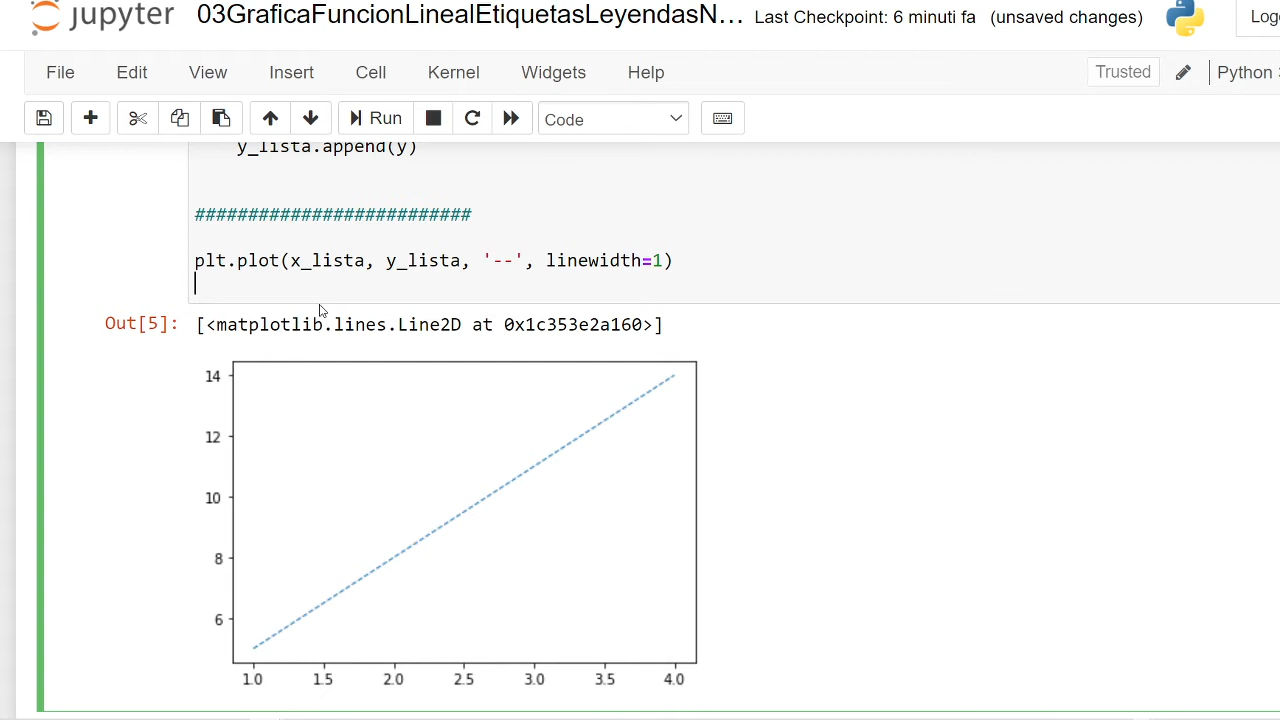 jupyter 03GraficaFuncionLinealEtiquetasLeyendasN... Last Checkpoint: 6 minuti fa (unsaved changes)
File Edit View Insert Cell Kernel Widgets Help Trusted Python
Run Code
y_lista.append(y)
##########################
plt.plot(x_lista, y_lista, '--', linewidth=1)
Out[5]: [<matplotlib.lines.Line2D at 0x1c353e2a160>]
14
12
10
8
6
1.0 1.5 2.0 2.5 3.0 3.5 4.0